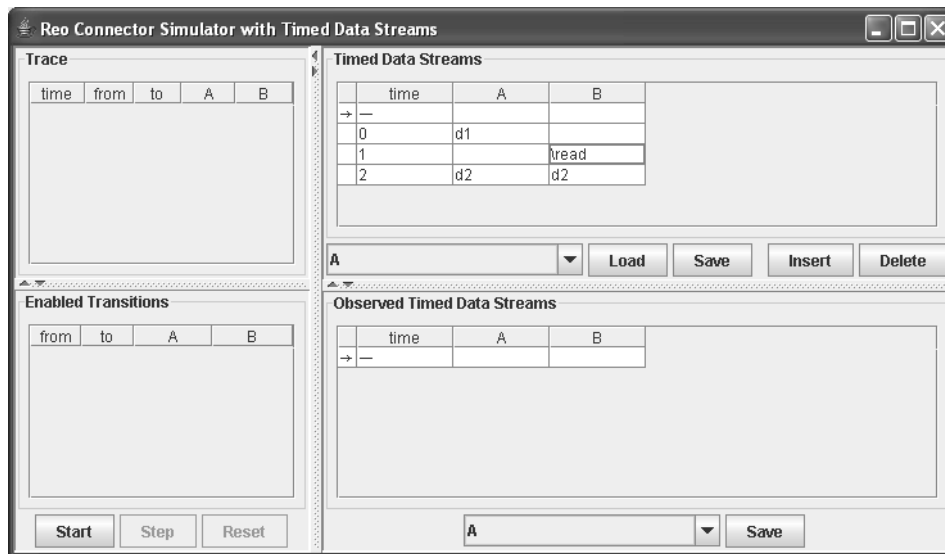 Reo Connector Simulator with Timed Data Streams
Trace
time from to A B
Timed Data Streams
time A B
→ —
0 d1
1 \read
2 d2 d2
A Load Save Insert Delete
Enabled Transitions
from to A B
Observed Timed Data Streams
time A B
→ —
Start Step Reset
A Save